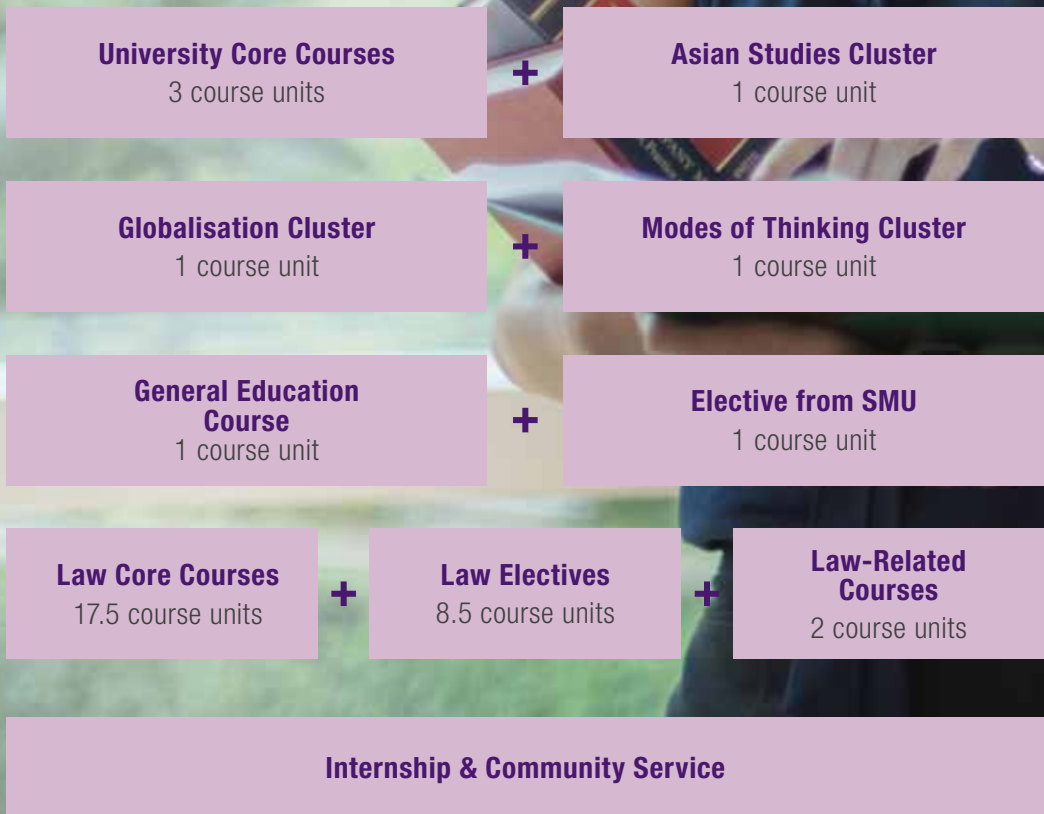 University Core Courses
3 course units
+
Asian Studies Cluster
1 course unit
Globalisation Cluster
1 course unit
+
Modes of Thinking Cluster
1 course unit
General Education
Course
1 course unit
+
Elective from SMU
1 course unit
Law Core Courses
17.5 course units
+
Law Electives
8.5 course units
+
Law-Related
Courses
2 course units
Internship & Community Service